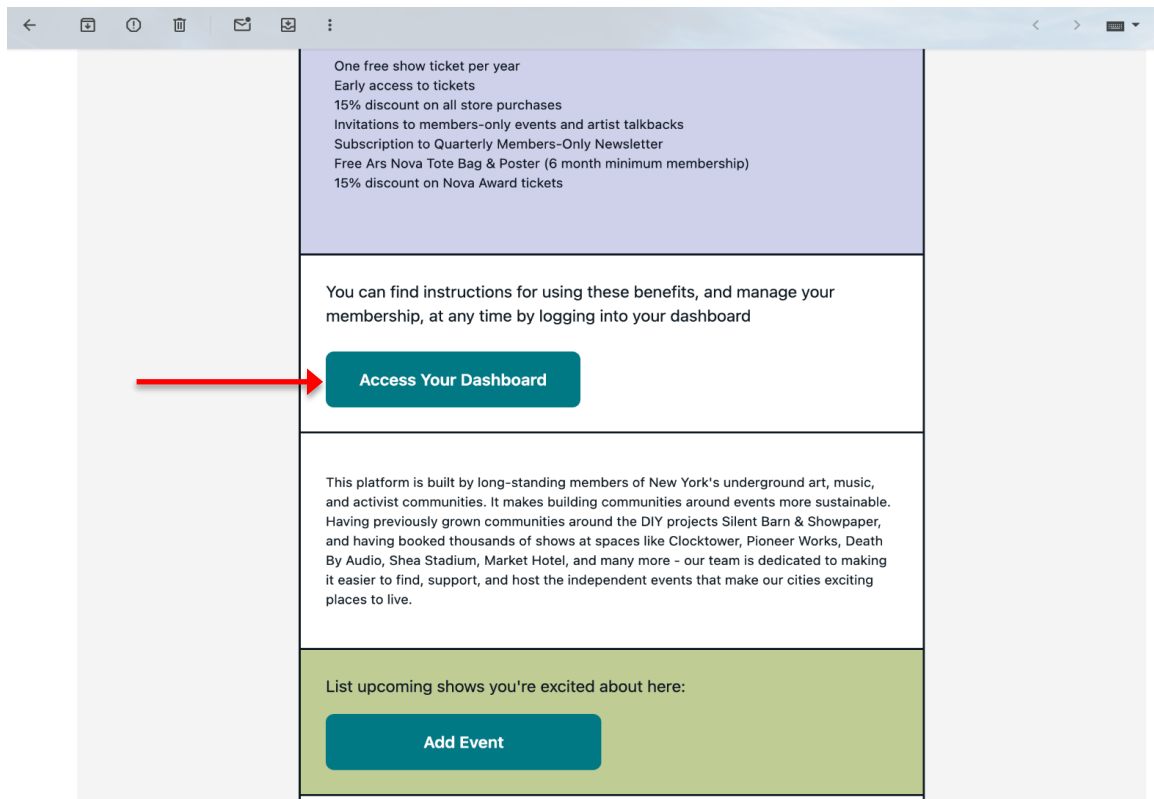 One free show ticket per year
Early access to tickets
15% discount on all store purchases
Invitations to members-only events and artist talkbacks
Subscription to Quarterly Members-Only Newsletter
Free Ars Nova Tote Bag & Poster (6 month minimum membership)
15% discount on Nova Award tickets
You can find instructions for using these benefits, and manage your
membership, at any time by logging into your dashboard
Access Your Dashboard
This platform is built by long-standing members of New York's underground art, music,
and activist communities. It makes building communities around events more sustainable.
Having previously grown communities around the DIY projects Silent Barn & Showpaper,
and having booked thousands of shows at spaces like Clocktower, Pioneer Works, Death
By Audio, Shea Stadium, Market Hotel, and many more - our team is dedicated to making
it easier to find, support, and host the independent events that make our cities exciting
places to live.
List upcoming shows you're excited about here:
Add Event